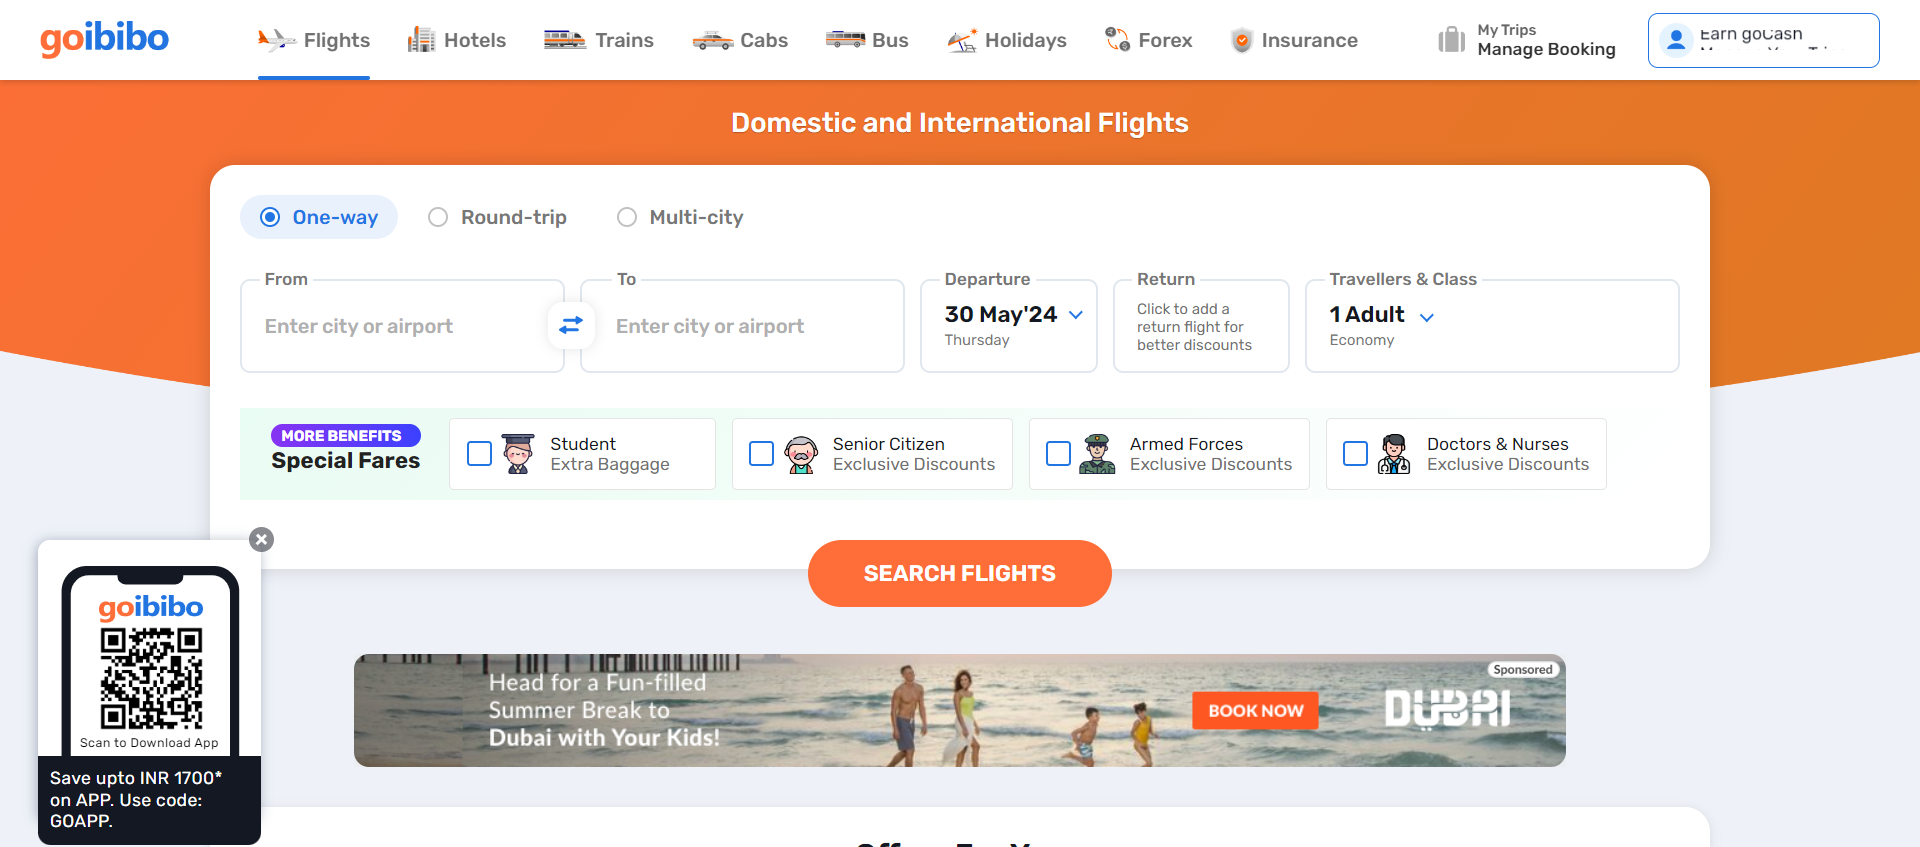 goibibo
Flights
Hotels
Trains
Cabs
Bus
Holidays
Forex
Insurance
My Trips
Manage Booking
Earn goCash
Domestic and International Flights
One-way
Round-trip
Multi-city
From
Enter city or airport
To
Enter city or airport
Departure
30 May'24
Thursday
Return
Click to add a
return flight for
better discounts
Travellers & Class
1 Adult
Economy
MORE BENEFITS
Special Fares
Student
Extra Baggage
Senior Citizen
Exclusive Discounts
Armed Forces
Exclusive Discounts
Doctors & Nurses
Exclusive Discounts
SEARCH FLIGHTS
goibibo
Scan to Download App
Save upto INR 1700*
on APP. Use code:
GOAPP.
Head for a Fun-filled
Summer Break to
Dubai with Your Kids!
BOOK NOW
Sponsored
DUBAI